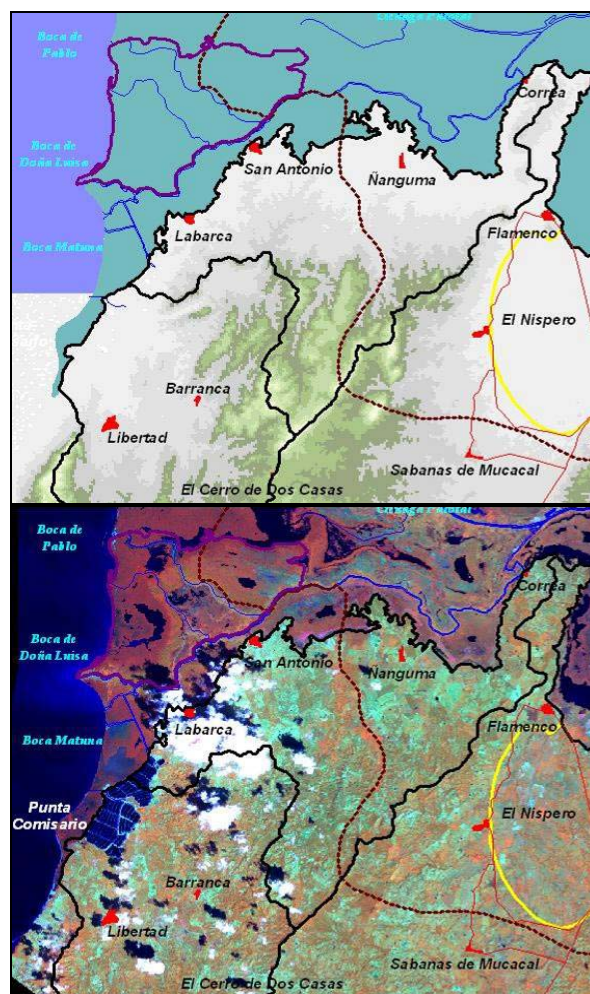 Boca de
Pablo
Correa
Boca de
Doña Luisa
San Antonio
Ñanguma
Labarca
Flamenco
Boca Matuna
El Nispero
Barranca
Libertad
Sabanas de Mucacal
El Cerro de Dos Casas
Boca de
Pablo
Correa
Boca de
Doña Luisa
San Antonio
Ñanguma
Labarca
Flamenco
Boca Matuna
Punta
Comisario
El Nispero
Barranca
Libertad
Sabanas de Mucacal
El Cerro de Dos Casas